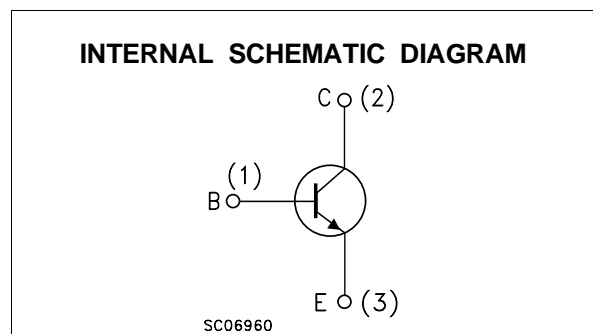 INTERNAL SCHEMATIC DIAGRAM
C (2)
(1)
B
E (3)
SC06960